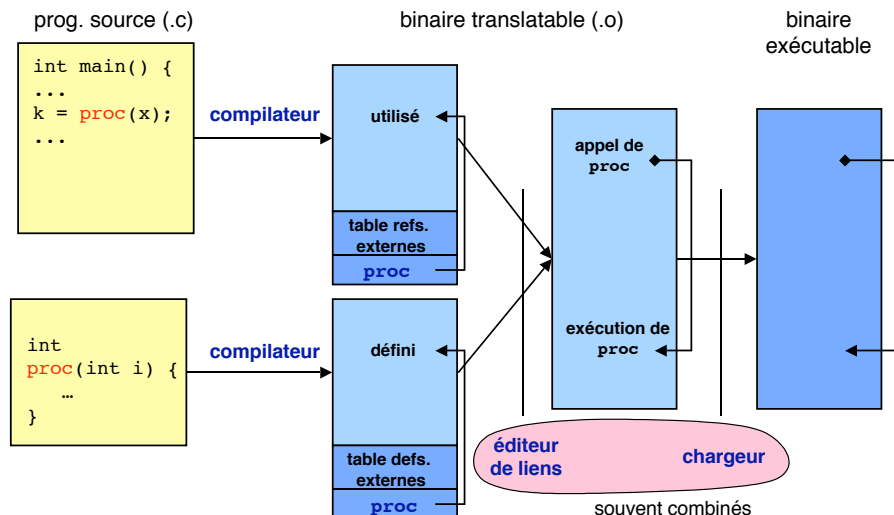 prog. source (.c)
binaire translatable (.o)
binaire
exécutable
int main() {
...
k = proc(x);
...
compilateur
utilisé
table refs.
externes
proc
appel de
proc
exécution de
proc
int
proc(int i) {
…
}
compilateur
défini
table defs.
externes
proc
éditeur
de liens
chargeur
souvent combinés